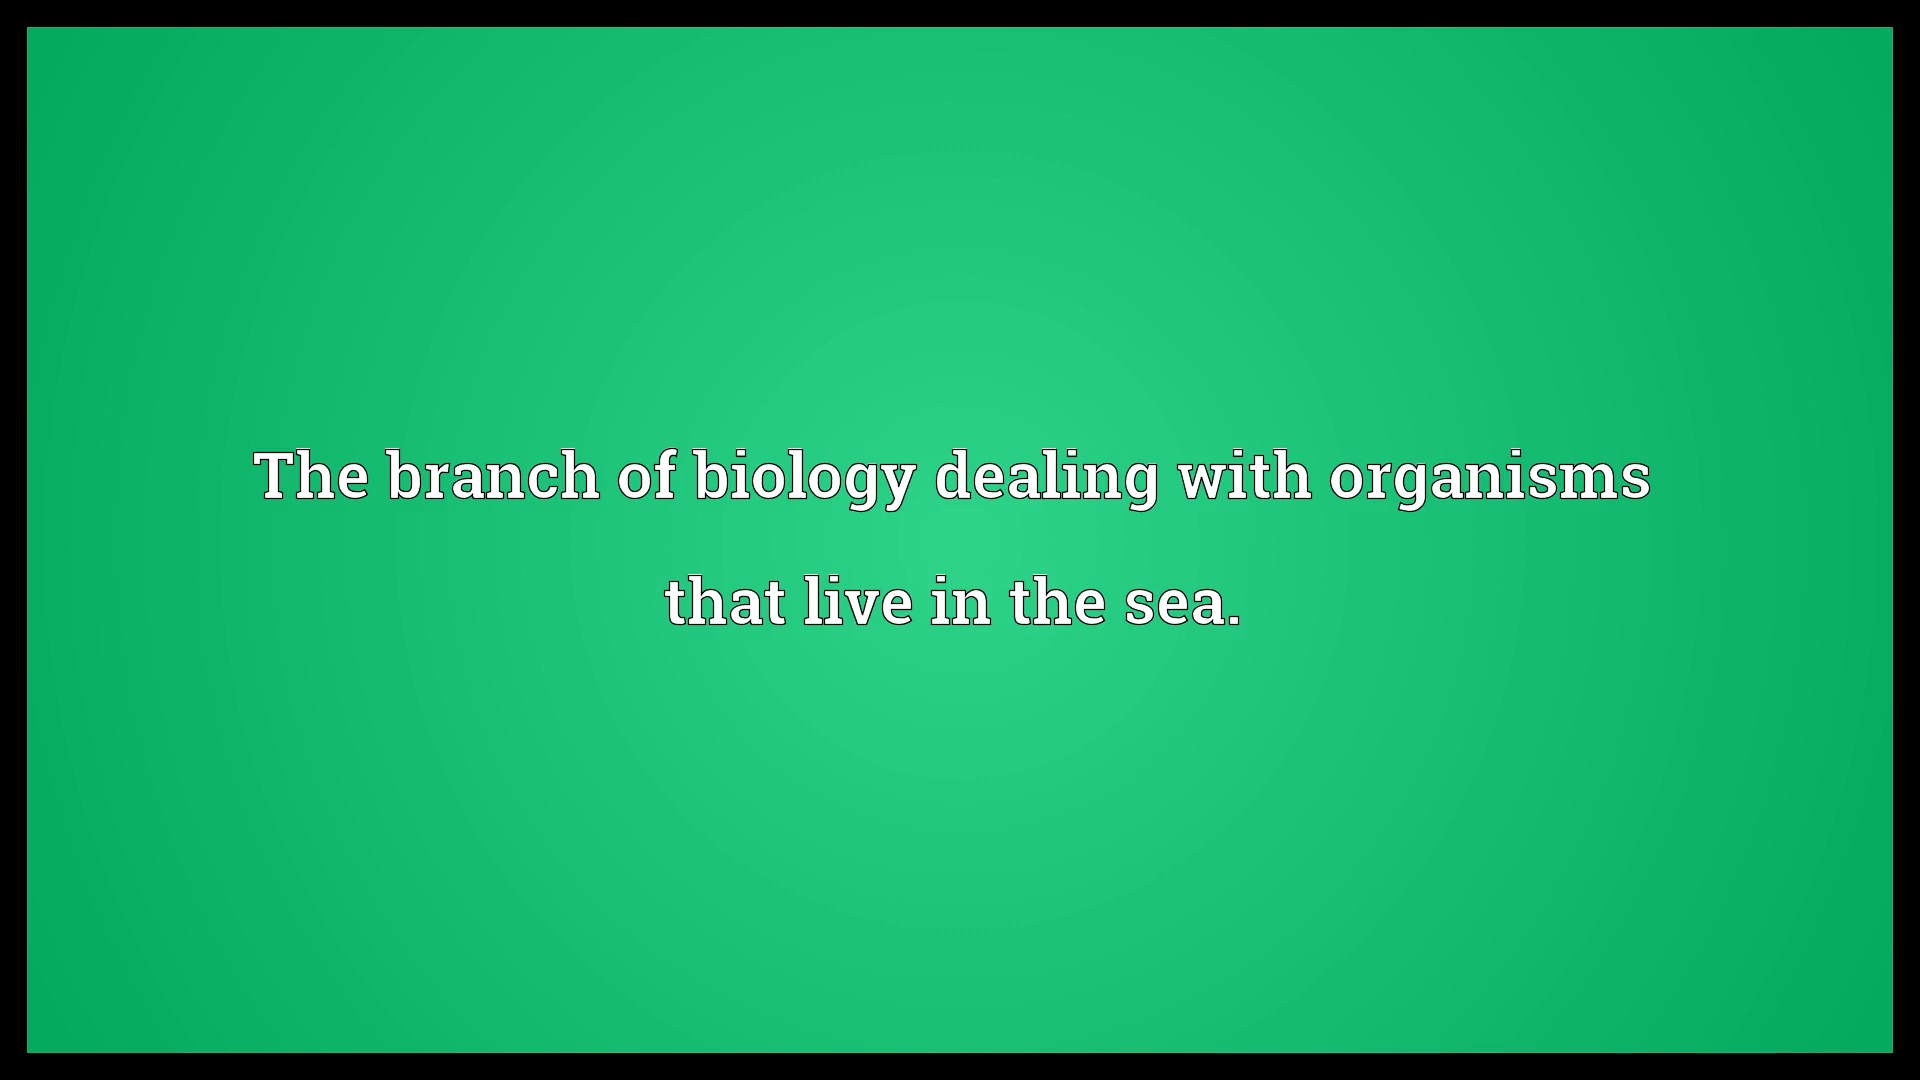 The branch of biology dealing with organisms
that live in the sea.